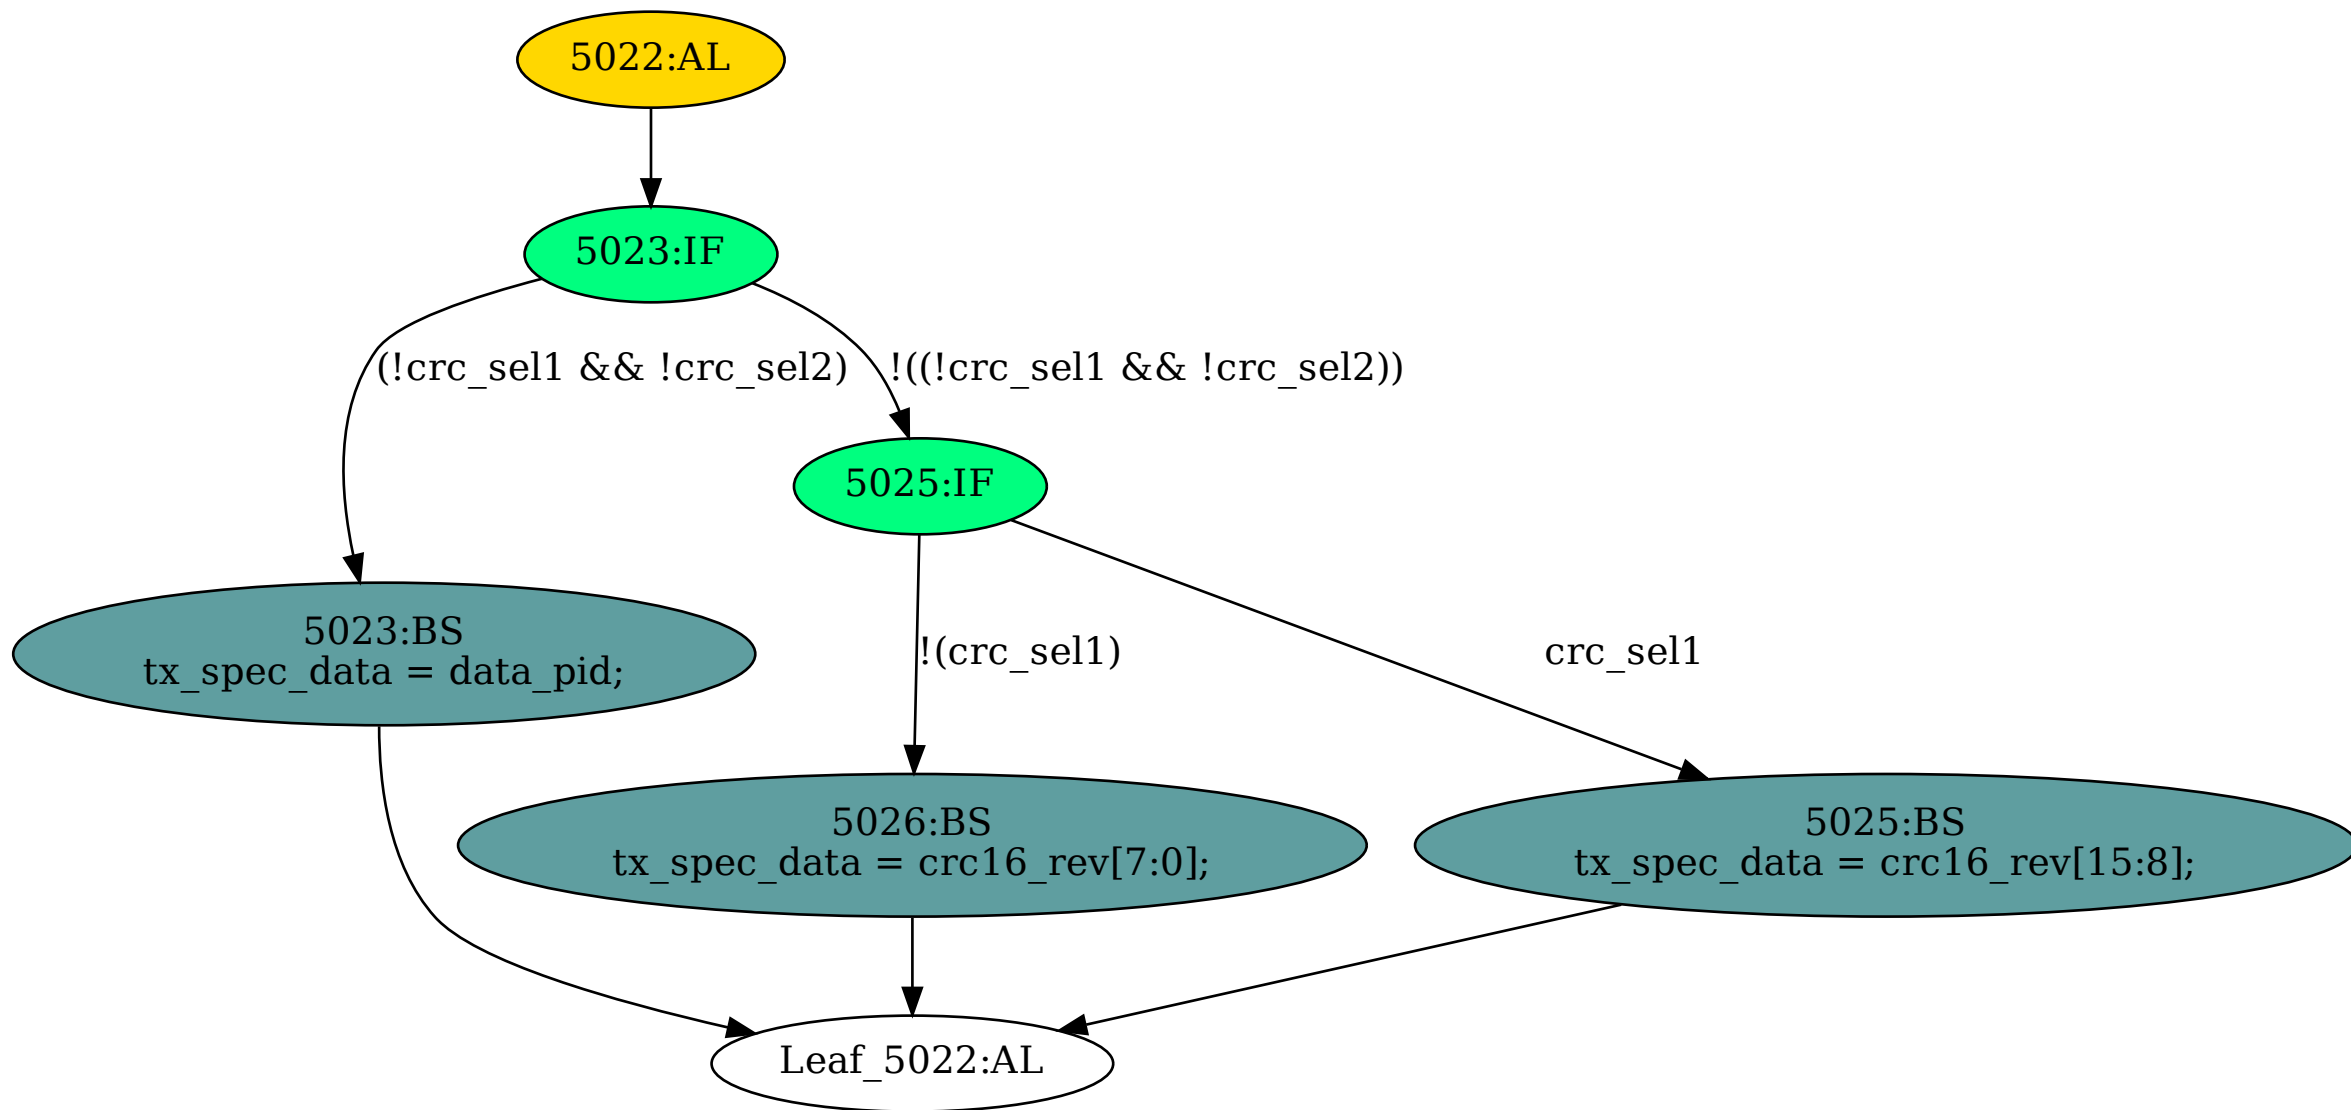 5022:AL
5023:IF
(!crc_sel1 && !crc_sel2)
!((!crc_sel1 && !crc_sel2))
5025:IF
5023:BS
tx_spec_data = data_pid;
!(crc_sel1)
crc_sel1
5026:BS
tx_spec_data = crc16_rev[7:0];
5025:BS
tx_spec_data = crc16_rev[15:8];
Leaf_5022:AL